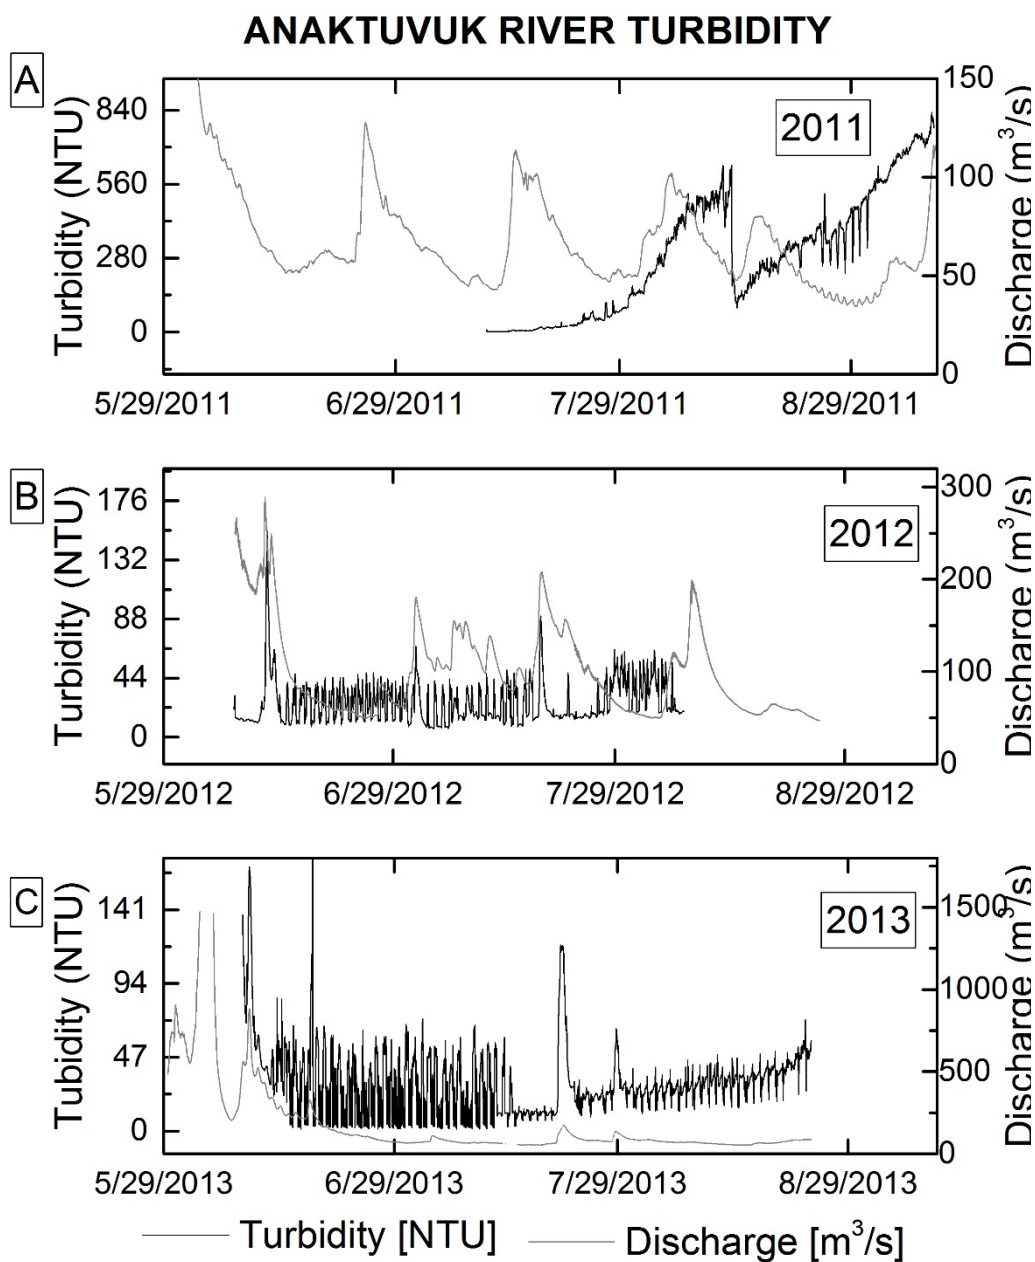 ANAKTUVUK RIVER TURBIDITY
A
Turbidity (NTU)
840
560
280
0
2011
150
100
50
0
Discharge (m³/s)
5/29/2011 6/29/2011 7/29/2011 8/29/2011
B
Turbidity (NTU)
176
132
88
44
0
2012
300
200
100
0
Discharge (m³/s)
5/29/2012 6/29/2012 7/29/2012 8/29/2012
C
Tubidity (NTU)
141
94
47
0
2013
1500
1000
500
0
Discharge (m³/s)
5/29/2013 6/29/2013 7/29/2013 8/29/2013
Turbidity [NTU] Discharge [m³/s]